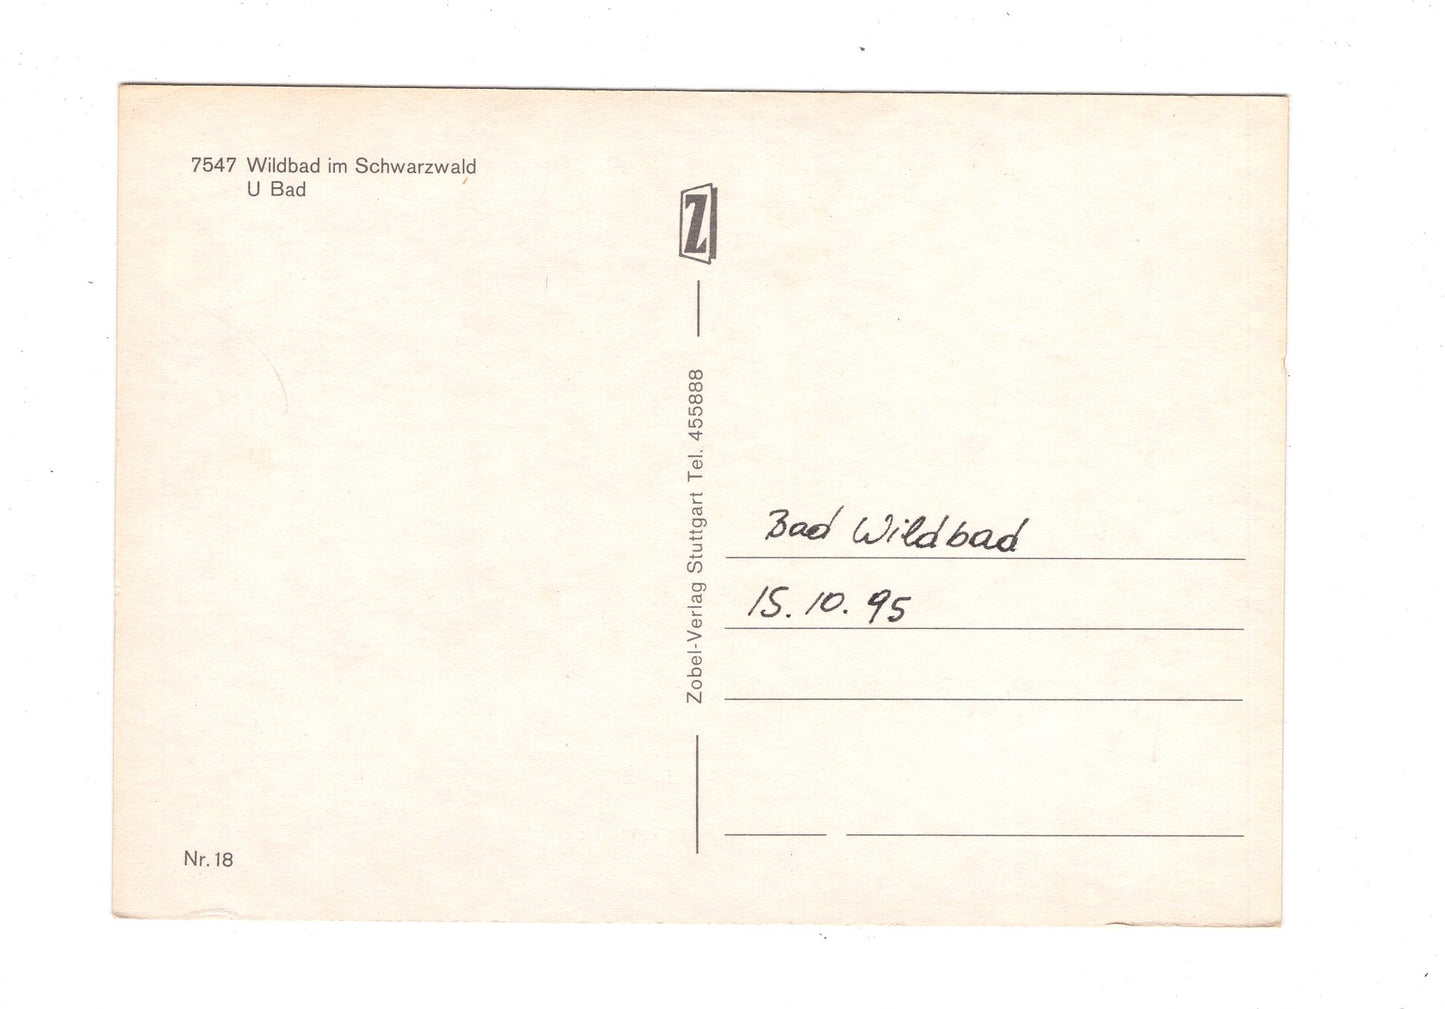 7547 Wildbad im Schwarzwald
U Bad
Z
Zobel-Verlag Stuttgart Tel. 455888
Bad Wildbad
15.10.95
Nr. 18